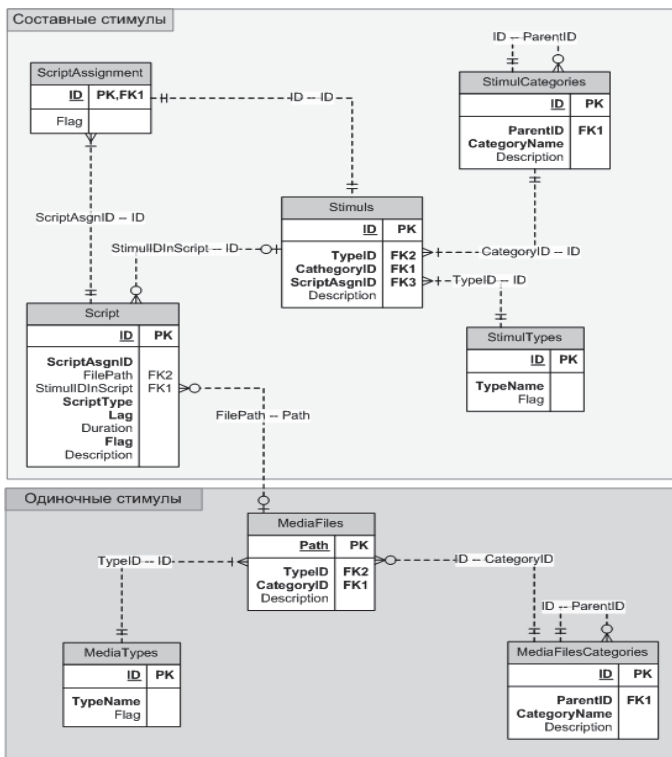 Составные стимулы
ID -- ParentID
ScriptAssignment
ID PK,FK1
Flag
ID -- ID
StimulCategories
ID PK
ParentID FK1
CategoryName
Description
ScriptAsgnID -- ID
StimulIDInScript -- ID
Stimuls
ID PK
TypeID FK2
CathegoryID FK1
ScriptAsgnID FK3
Description
CategoryID -- ID
TypeID -- ID
Script
ID PK
ScriptAsgnID
FilePath FK2
StimulIDInScript FK1
ScriptType
Lag
Duration
Flag
Description
StimulTypes
ID PK
TypeName
Flag
FilePath -- Path
Одиночные стимулы
MediaFiles
Path PK
TypeID FK2
CategoryID FK1
Description
TypeID -- ID
ID -- CategoryID
ID -- ParentID
MediaTypes
ID PK
TypeName
Flag
MediaFilesCategories
ID PK
ParentID FK1
CategoryName
Description